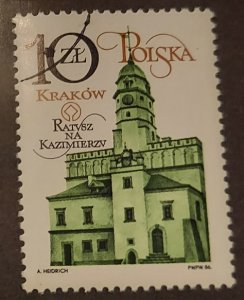 10 ZŁ POLSKA
KRAKÓW
RATUSZ
NA
KAZIMIERZU
A. HEIDRICH PWPW 86.